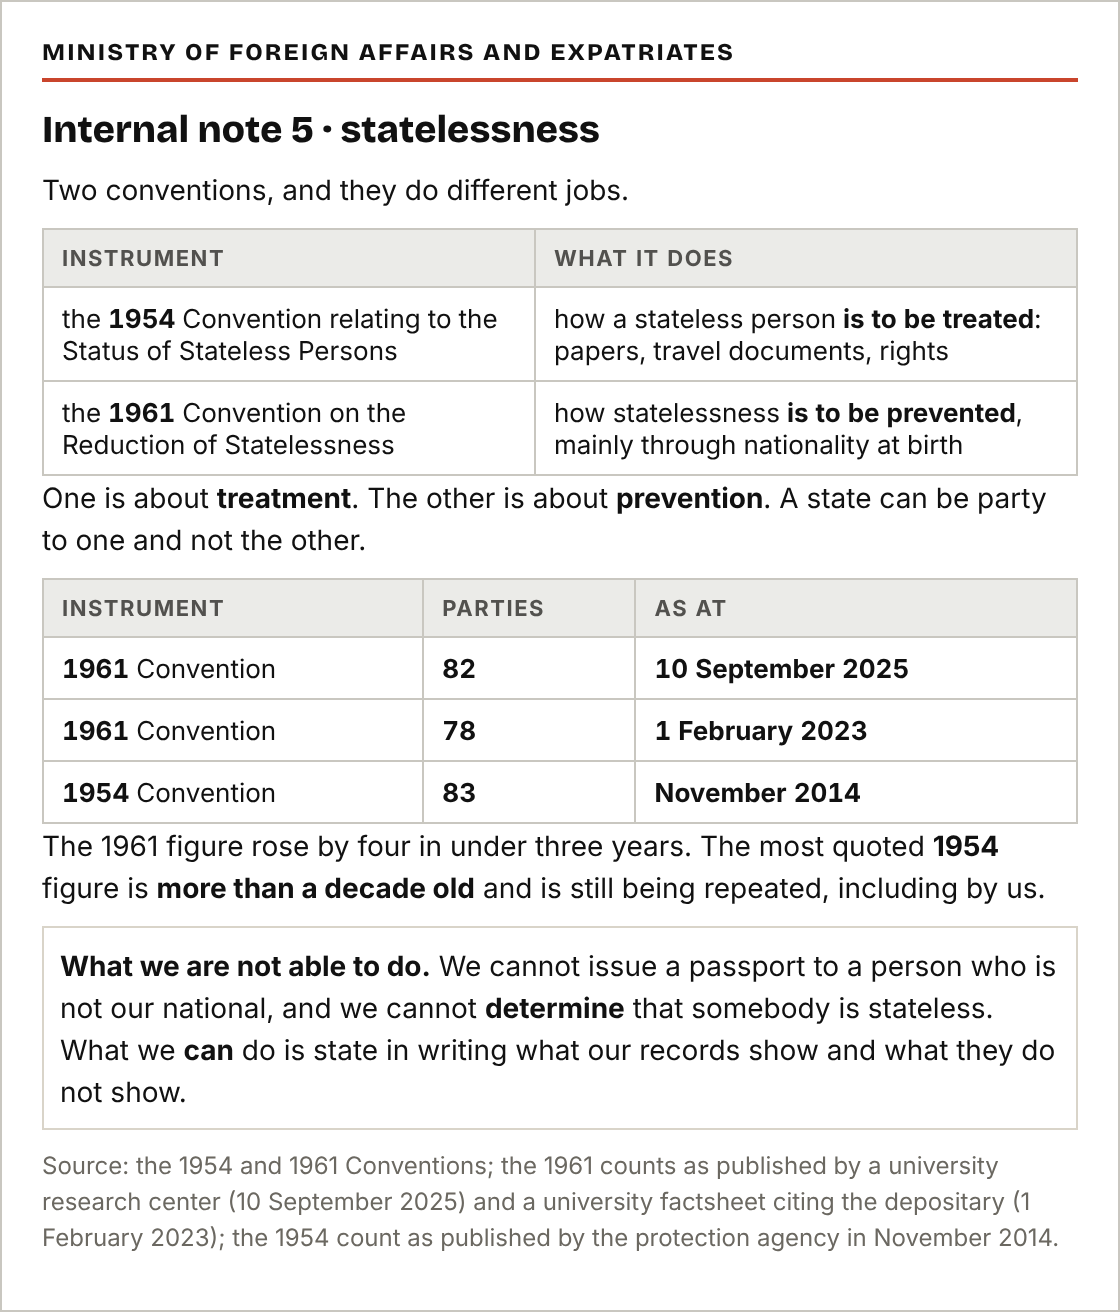 MINISTRY OF FOREIGN AFFAIRS AND EXPATRIATES
Internal note 5 · statelessness
Two conventions, and they do different jobs.
INSTRUMENT
WHAT IT DOES
the 1954 Convention relating to the
Status of Stateless Persons
how a stateless person is to be treated:
papers, travel documents, rights
the 1961 Convention on the
Reduction of Statelessness
how statelessness is to be prevented,
mainly through nationality at birth
One is about treatment. The other is about prevention. A state can be party
to one and not the other.
INSTRUMENT
PARTIES
AS AT
1961 Convention
82
10 September 2025
1961 Convention
78
1 February 2023
1954 Convention
83
November 2014
The 1961 figure rose by four in under three years. The most quoted 1954
figure is more than a decade old and is still being repeated, including by us.
What we are not able to do. We cannot issue a passport to a person who is
not our national, and we cannot determine that somebody is stateless.
What we can do is state in writing what our records show and what they do
not show.
Source: the 1954 and 1961 Conventions; the 1961 counts as published by a university
research center (10 September 2025) and a university factsheet citing the depositary (1
February 2023); the 1954 count as published by the protection agency in November 2014.